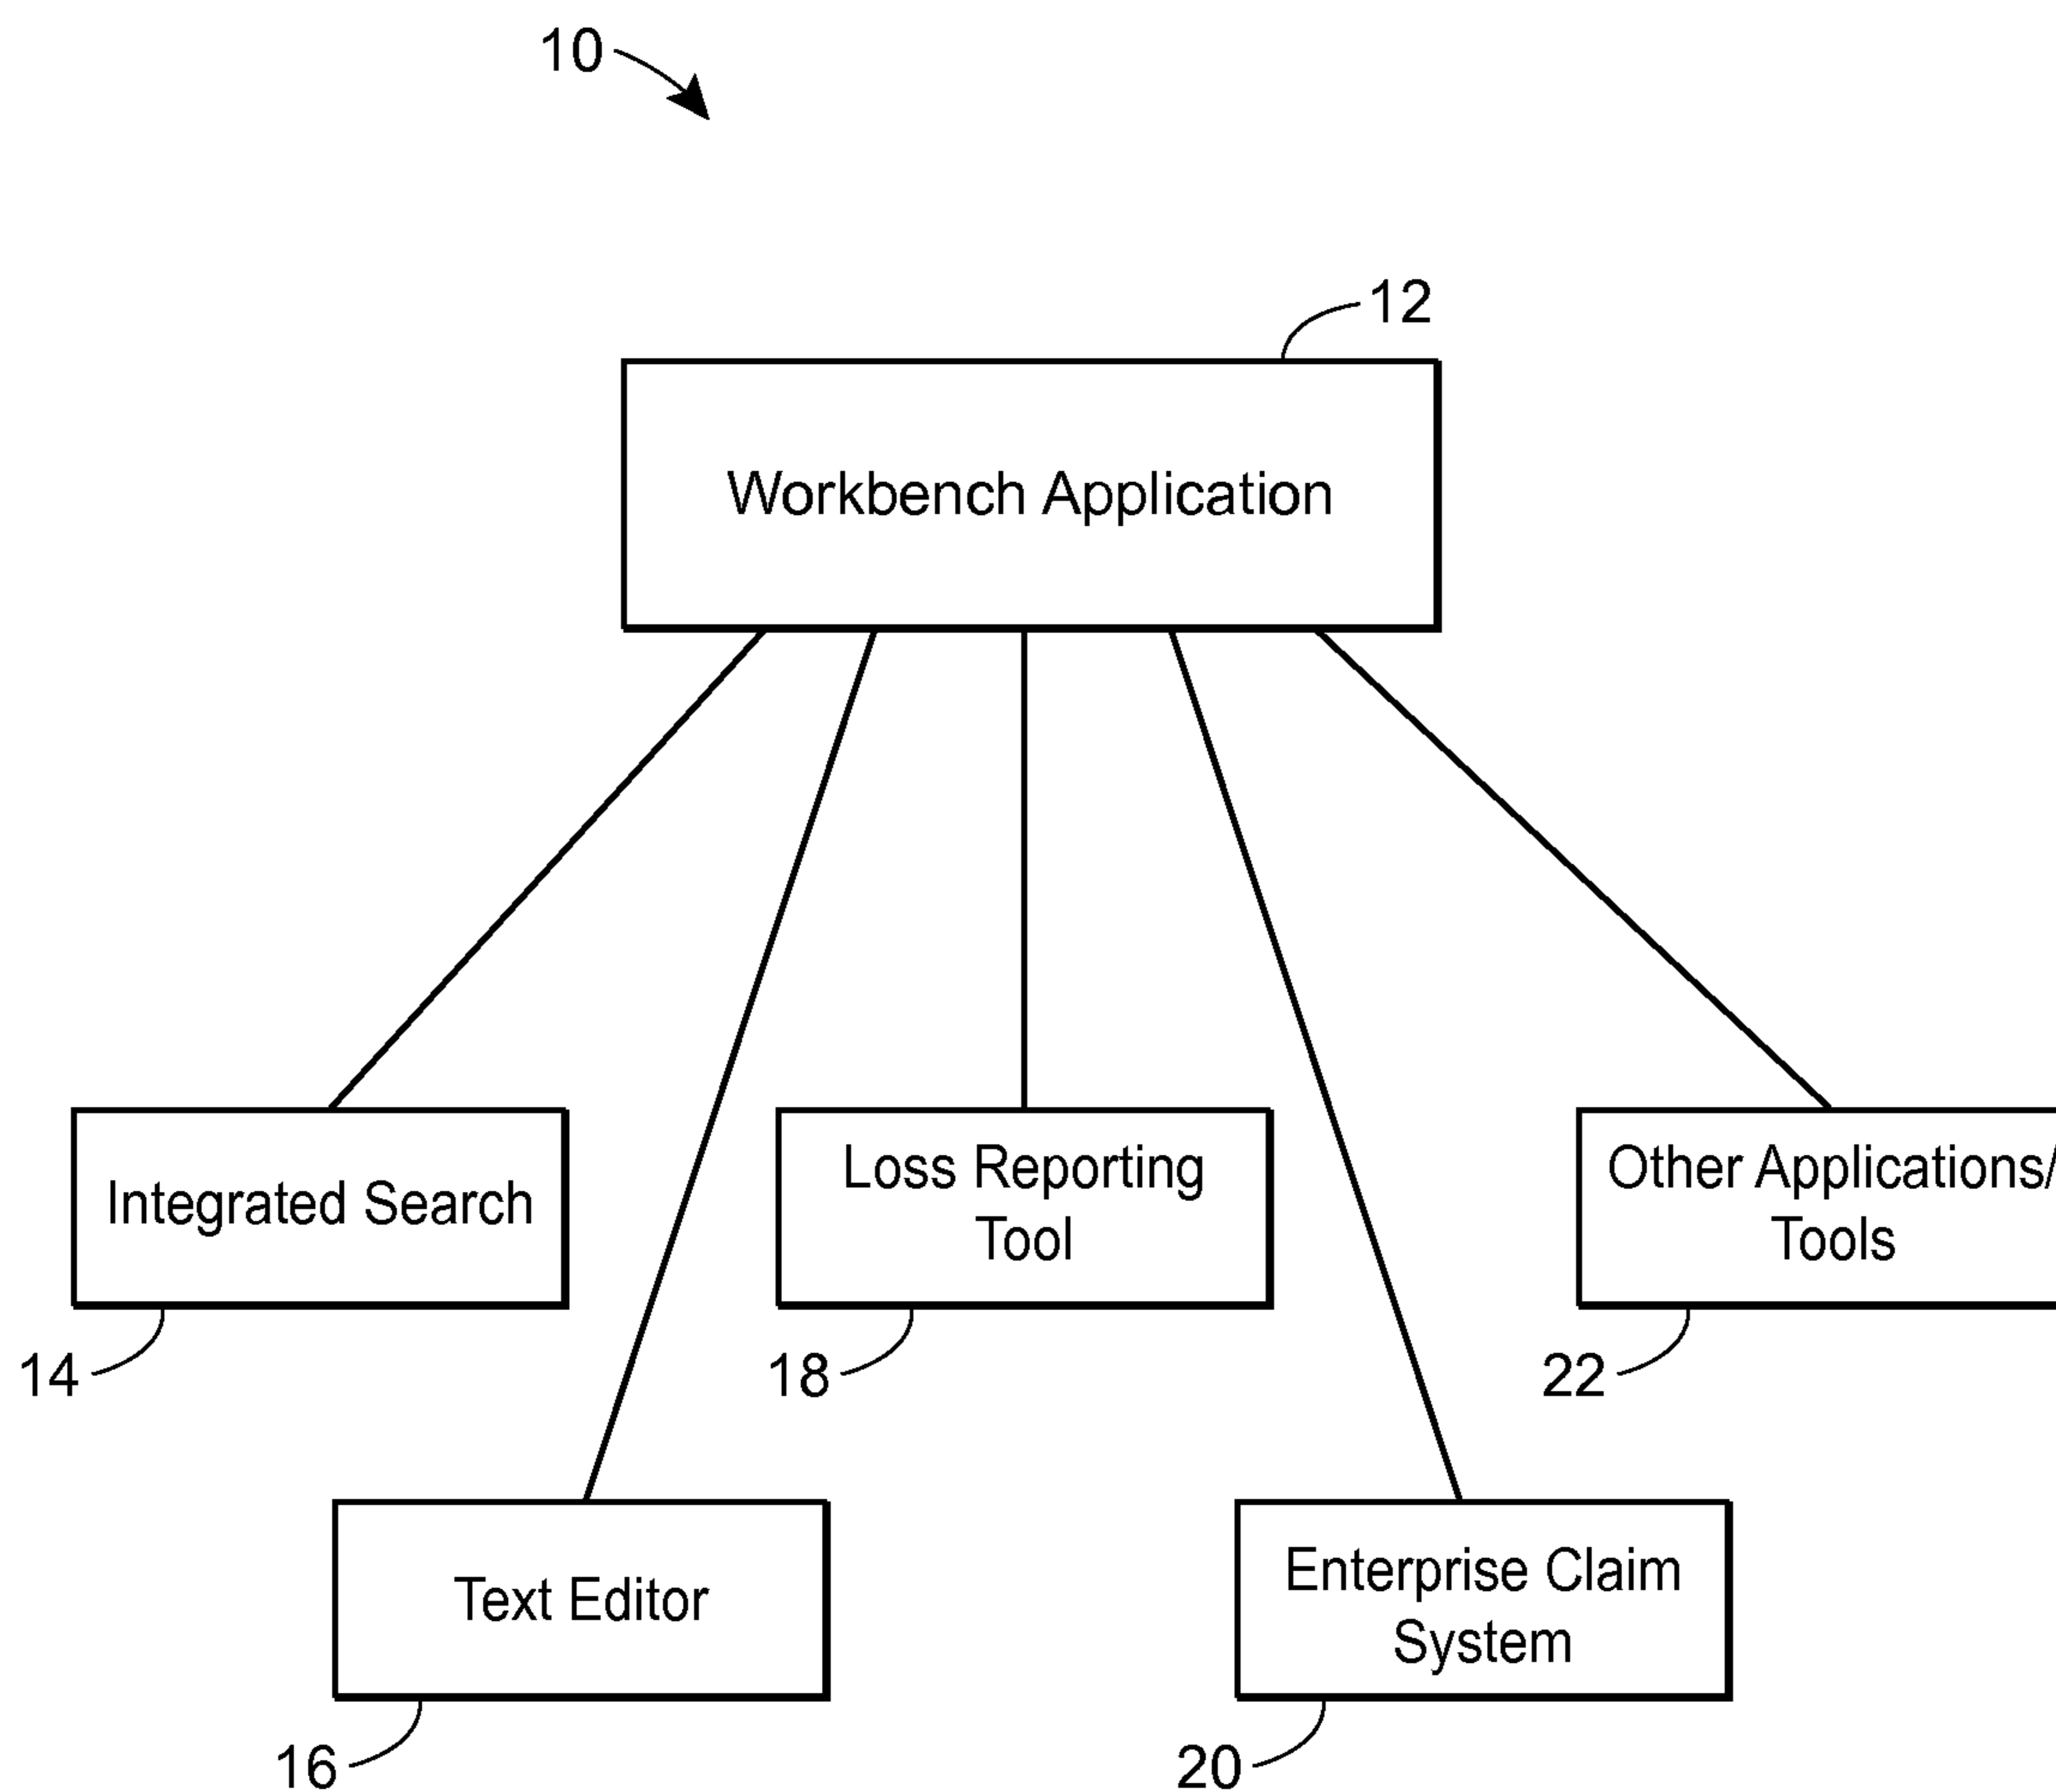 10
12
Workbench Application
Integrated Search
Loss Reporting
Tool
Other Applications/
Tools
14
18
22
Text Editor
Enterprise Claim
System
16
20